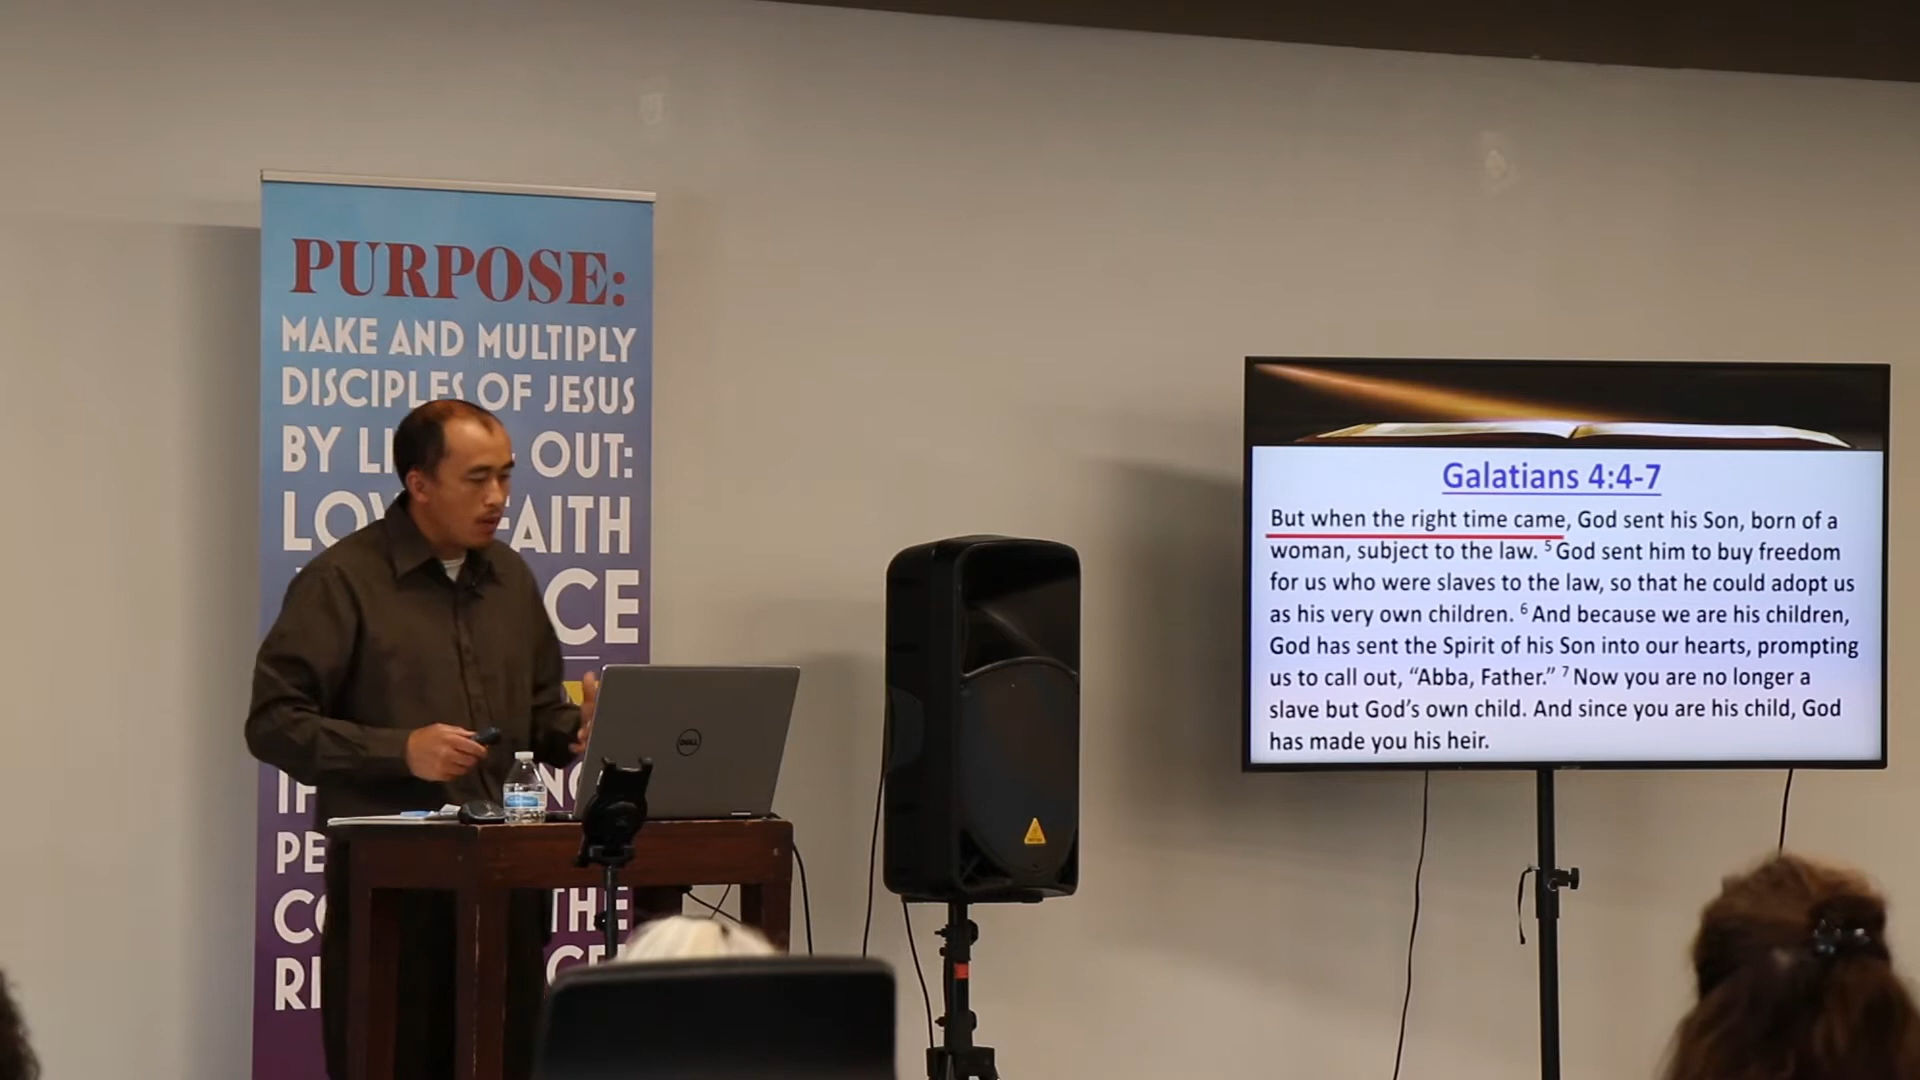 PURPOSE:
MAKE AND MULTIPLY
DISCIPLES OF JESUS
BY OUT:
FAITH
THE
Galatians 4:4-7
But when the right time came, God sent his Son, born of a
woman, subject to the law. ⁵ God sent him to buy freedom
for us who were slaves to the law, so that he could adopt us
as his very own children. ⁶ And because we are his children,
God has sent the Spirit of his Son into our hearts, prompting
us to call out, “Abba, Father.” ⁷ Now you are no longer a
slave but God’s own child. And since you are his child, God
has made you his heir.
DELL